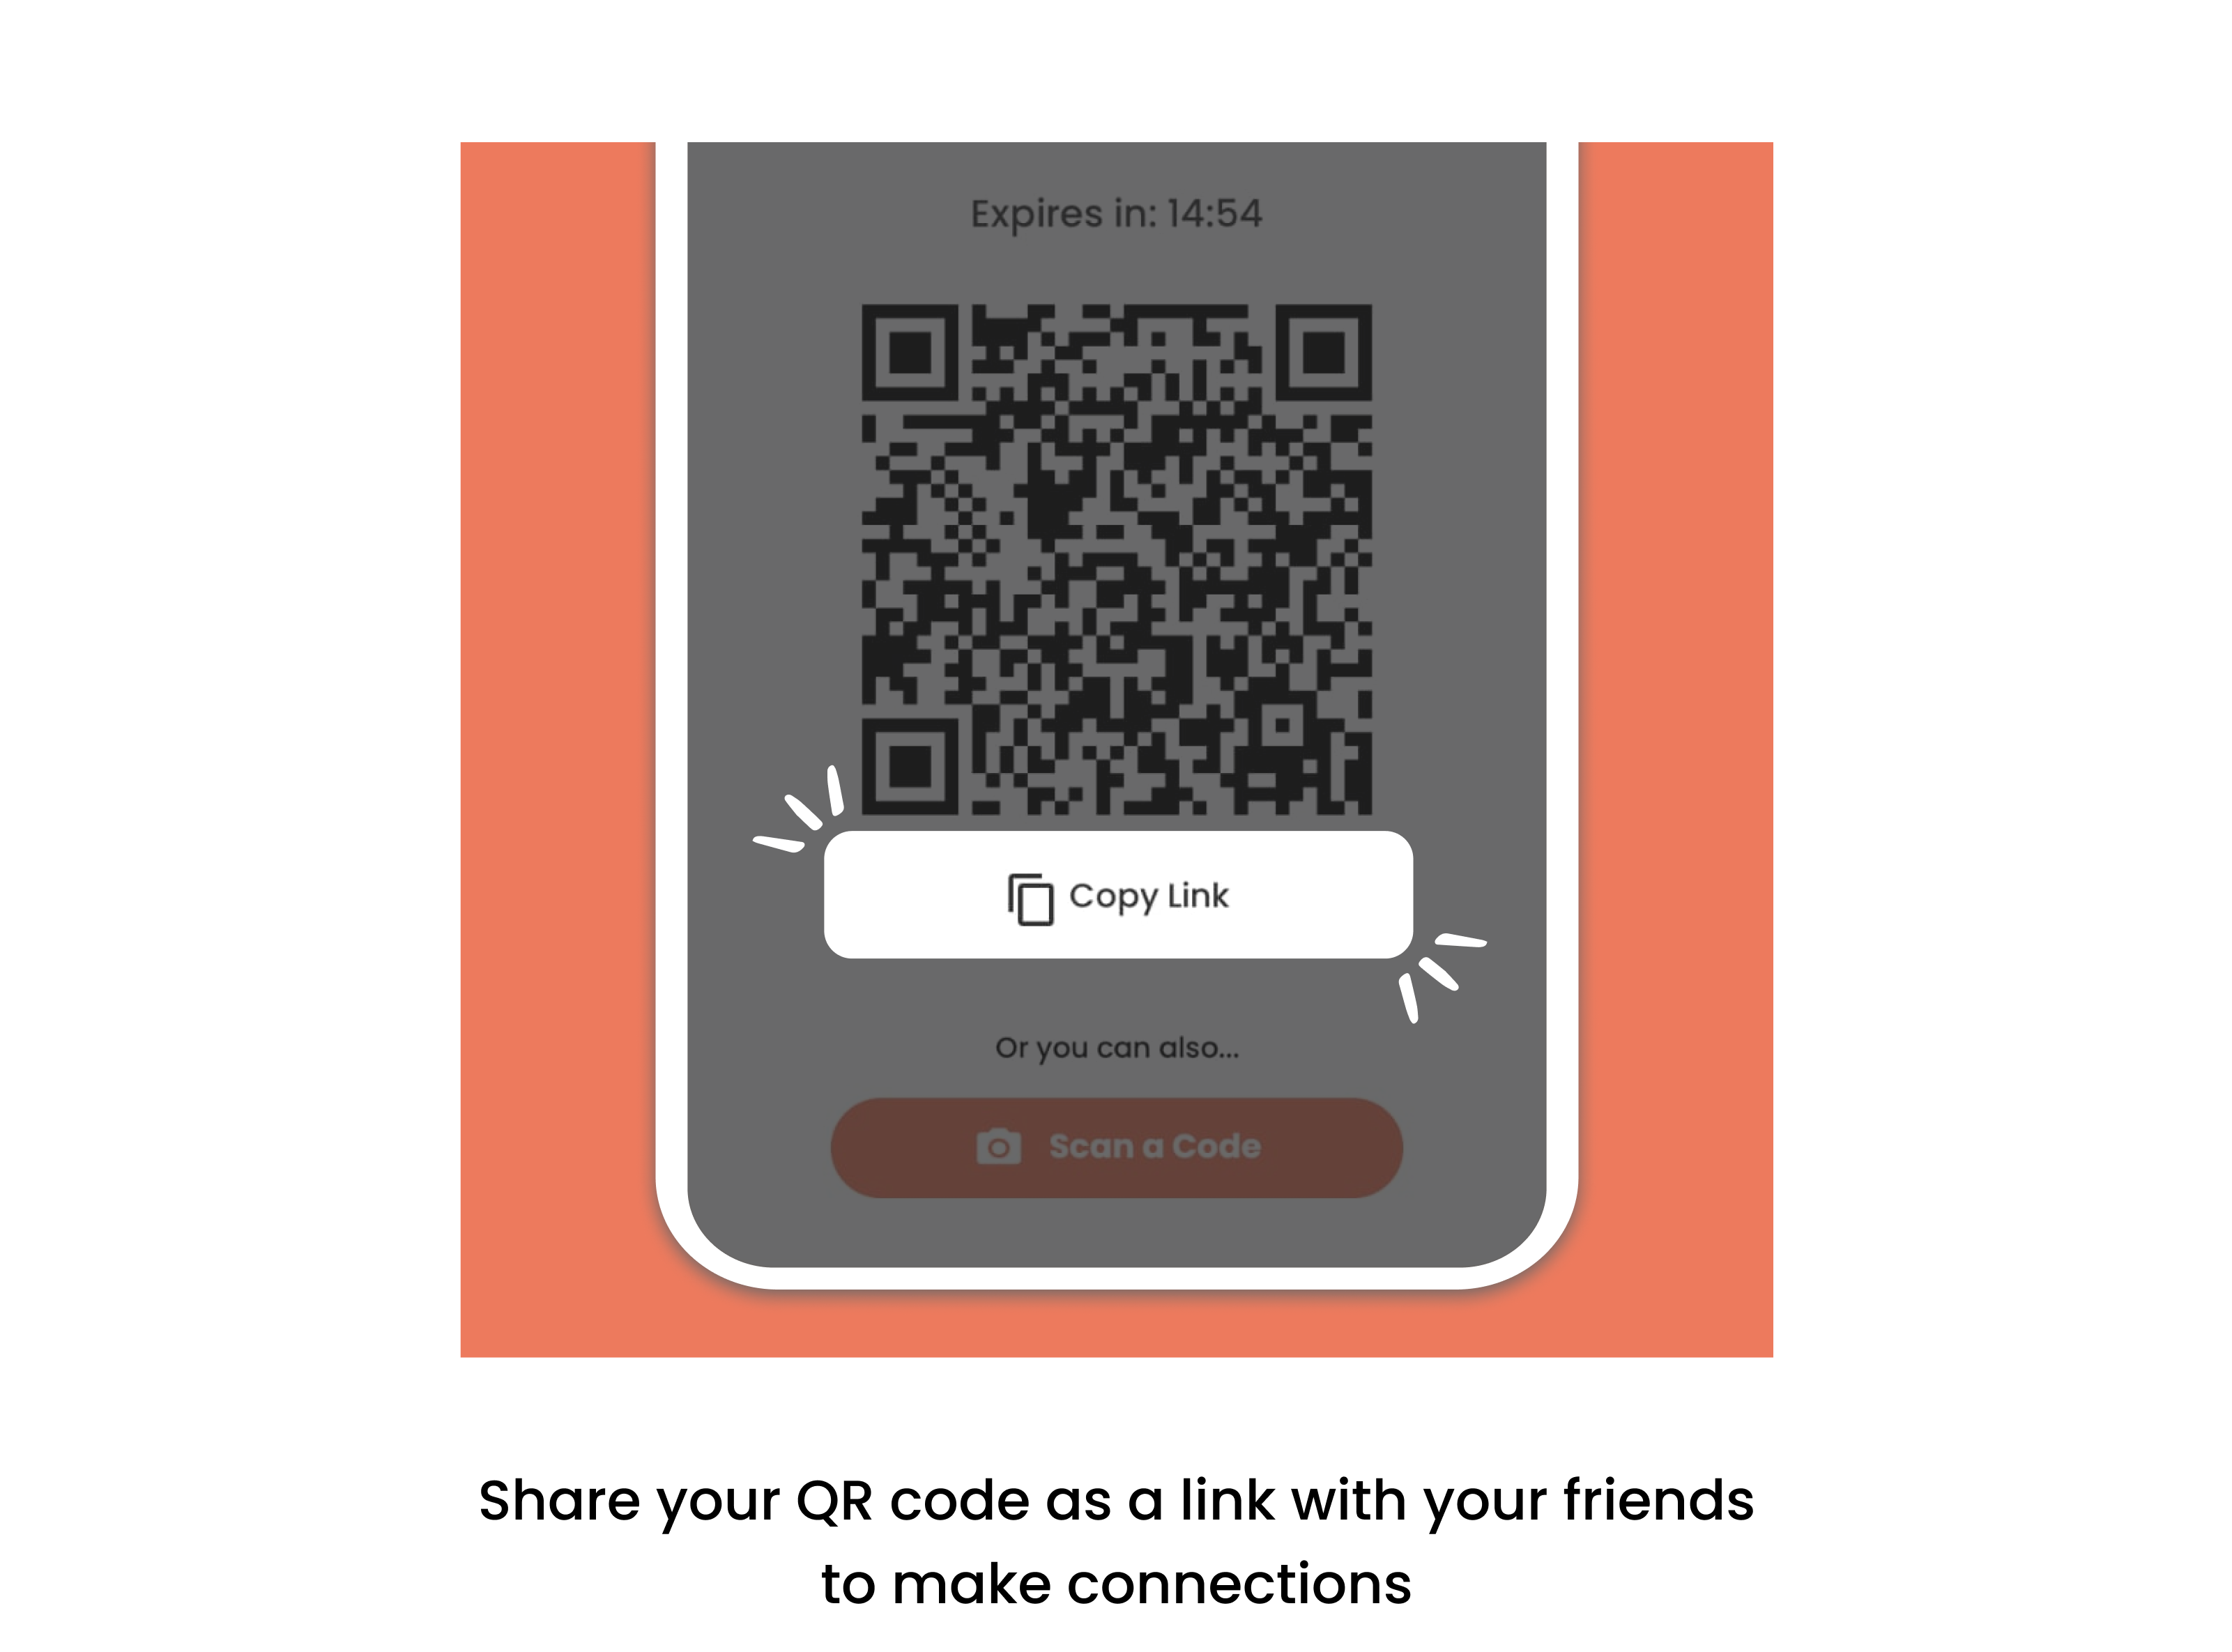 Expires in: 14:54
Copy Link
Or you can also...
Scan a Code
Share your QR code as a link with your friends
to make connections